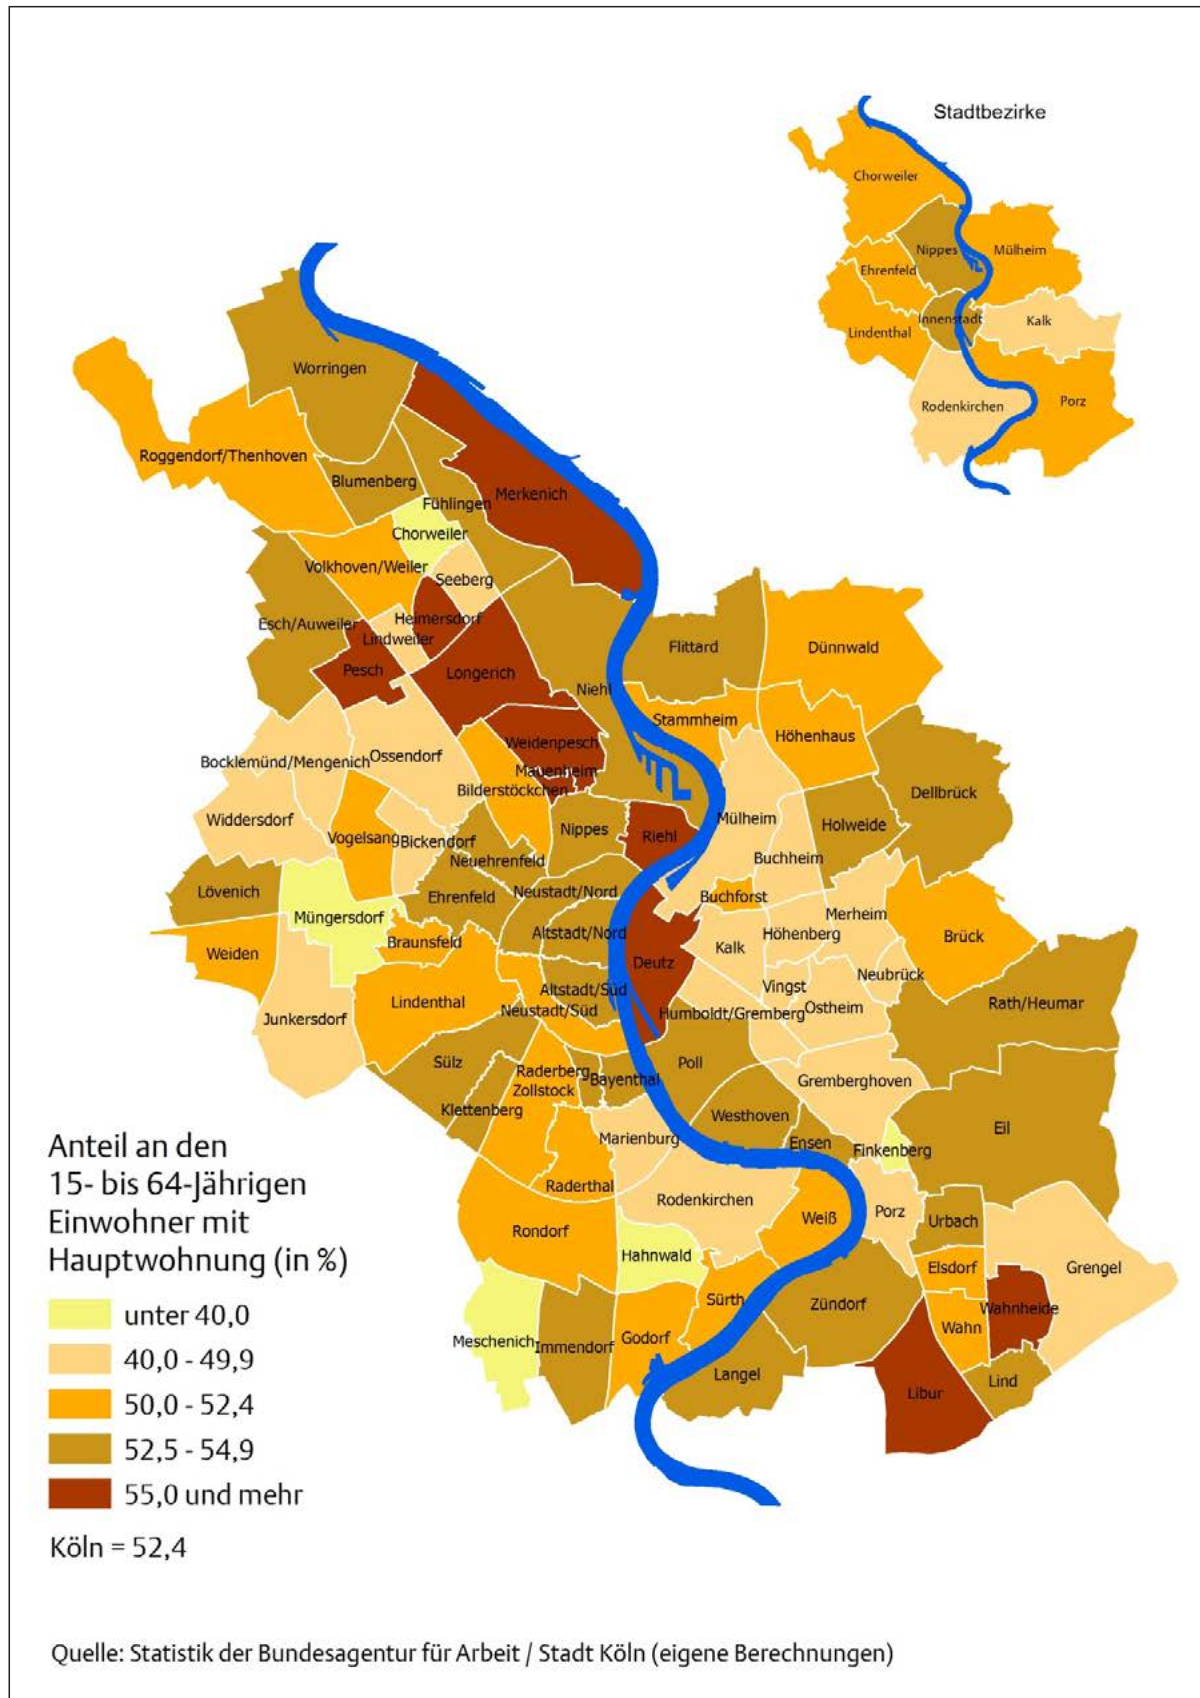 Stadtbezirke
Chorweiler
Nippes
Mülheim
Ehrenfeld
Innenstadt
Kalk
Lindenthal
Rodenkirchen
Porz
Worringen
Roggendorf/Thenhoven
Blumenberg
Merkenich
Fühlingen
Chorweiler
Volkhoven/Weiler
Seeberg
Esch/Auweiler
Heimersdorf
Lindweiler
Pesch
Longerich
Flittard
Dünnwald
Niehl
Stammheim
Höhenhaus
Weidenpesch
Bocklemünd/Mengenich
Ossendorf
Mauenheim
Bilderstöckchen
Dellbrück
Widdersdorf
Mülheim
Holweide
Vogelsang
Bickendorf
Nippes
Riehl
Neuehrenfeld
Buchheim
Lövenich
Ehrenfeld
Neustadt/Nord
Buchforst
Müngersdorf
Merheim
Braunsfeld
Altstadt/Nord
Höhenberg
Brück
Weiden
Kalk
Deutz
Neubrück
Vingst
Altstadt/Süd
Lindenthal
Neustadt/Süd
Rath/Heumar
Junkersdorf
Humboldt/Gremberg
Ostheim
Sülz
Poll
Raderberg
Zollstock
Bayenthal
Gremberghoven
Klettenberg
Westhoven
Eil
Marienburg
Ensen
Finkenberg
Raderthal
Rodenkirchen
Porz
Weiß
Urbach
Rondorf
Hahnwald
Elsdorf
Grengel
Sürth
Zündorf
Wahnheide
Wahn
Meschenich
Immendorf
Godorf
Langel
Lind
Libur
Anteil an den
15- bis 64-Jährigen
Einwohner mit
Hauptwohnung (in %)
unter 40,0
40,0 - 49,9
50,0 - 52,4
52,5 - 54,9
55,0 und mehr
Köln = 52,4
Quelle: Statistik der Bundesagentur für Arbeit / Stadt Köln (eigene Berechnungen)